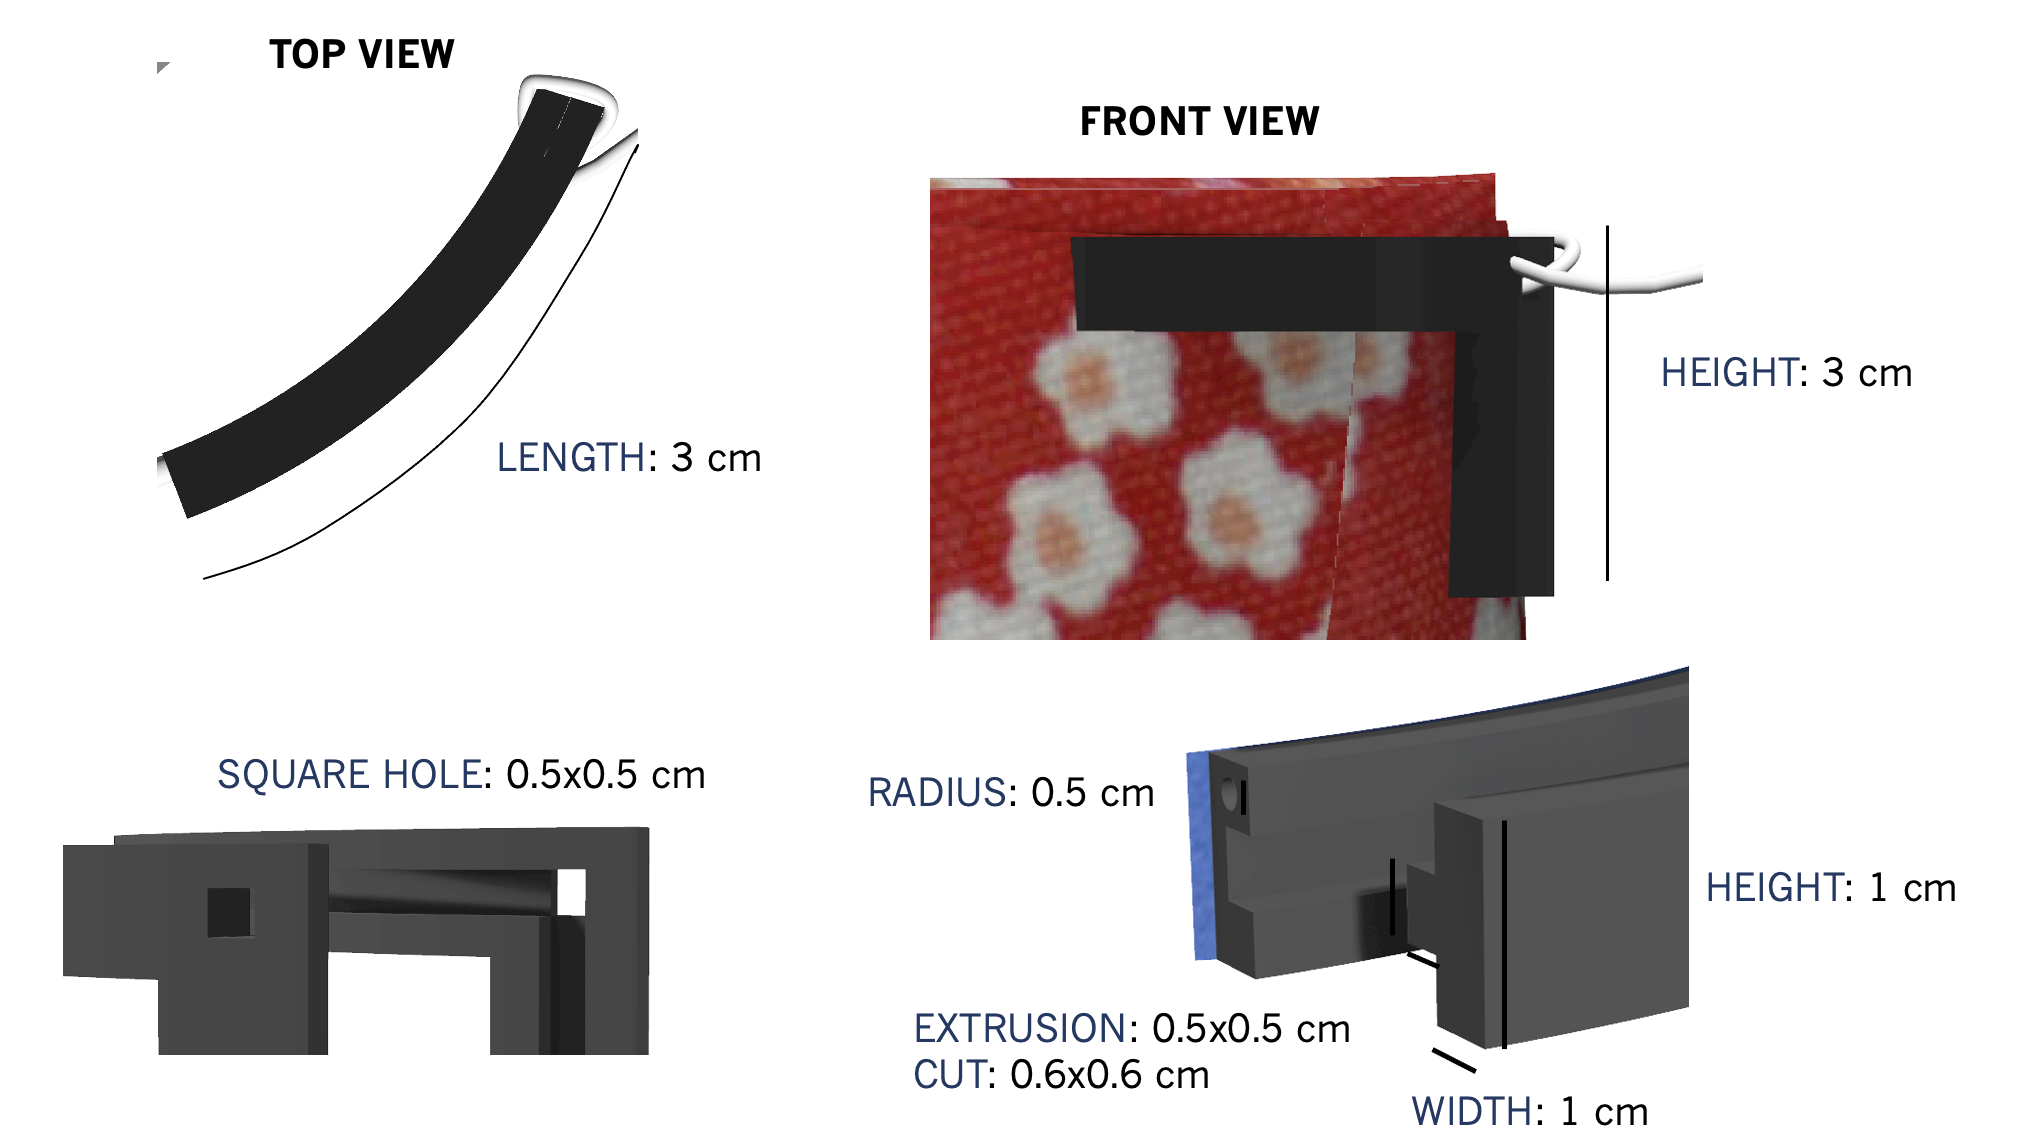 TOP VIEW
FRONT VIEW
HEIGHT: 3 cm
LENGTH: 3 cm
SQUARE HOLE: 0.5x0.5 cm
RADIUS: 0.5 cm
HEIGHT: 1 cm
EXTRUSION: 0.5x0.5 cm
CUT: 0.6x0.6 cm
WIDTH: 1 cm